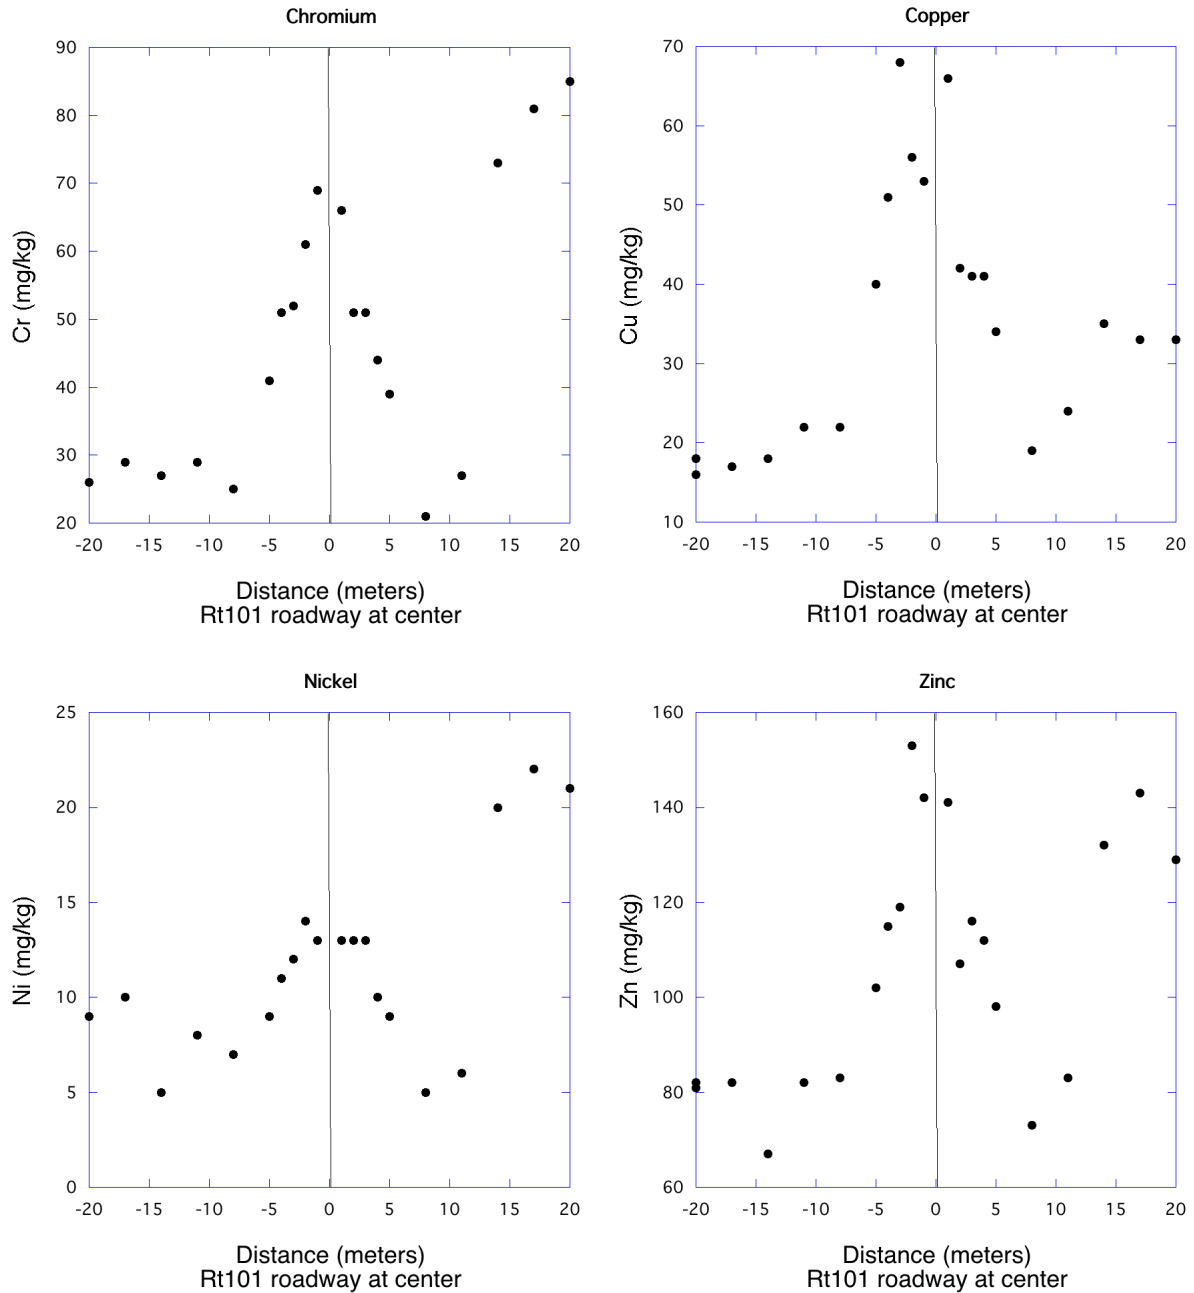 Chromium
90
80
70
60
50
40
30
20
Cr (mg/kg)
-20 -15 -10 -5 0 5 10 15 20
Distance (meters)
Rt101 roadway at center
Copper
70
60
50
40
30
20
10
Cu (mg/kg)
-20 -15 -10 -5 0 5 10 15 20
Distance (meters)
Rt101 roadway at center
Nickel
25
20
15
10
5
0
Ni (mg/kg)
-20 -15 -10 -5 0 5 10 15 20
Distance (meters)
Rt101 roadway at center
Zinc
160
140
120
100
80
60
Zn (mg/kg)
-20 -15 -10 -5 0 5 10 15 20
Distance (meters)
Rt101 roadway at center